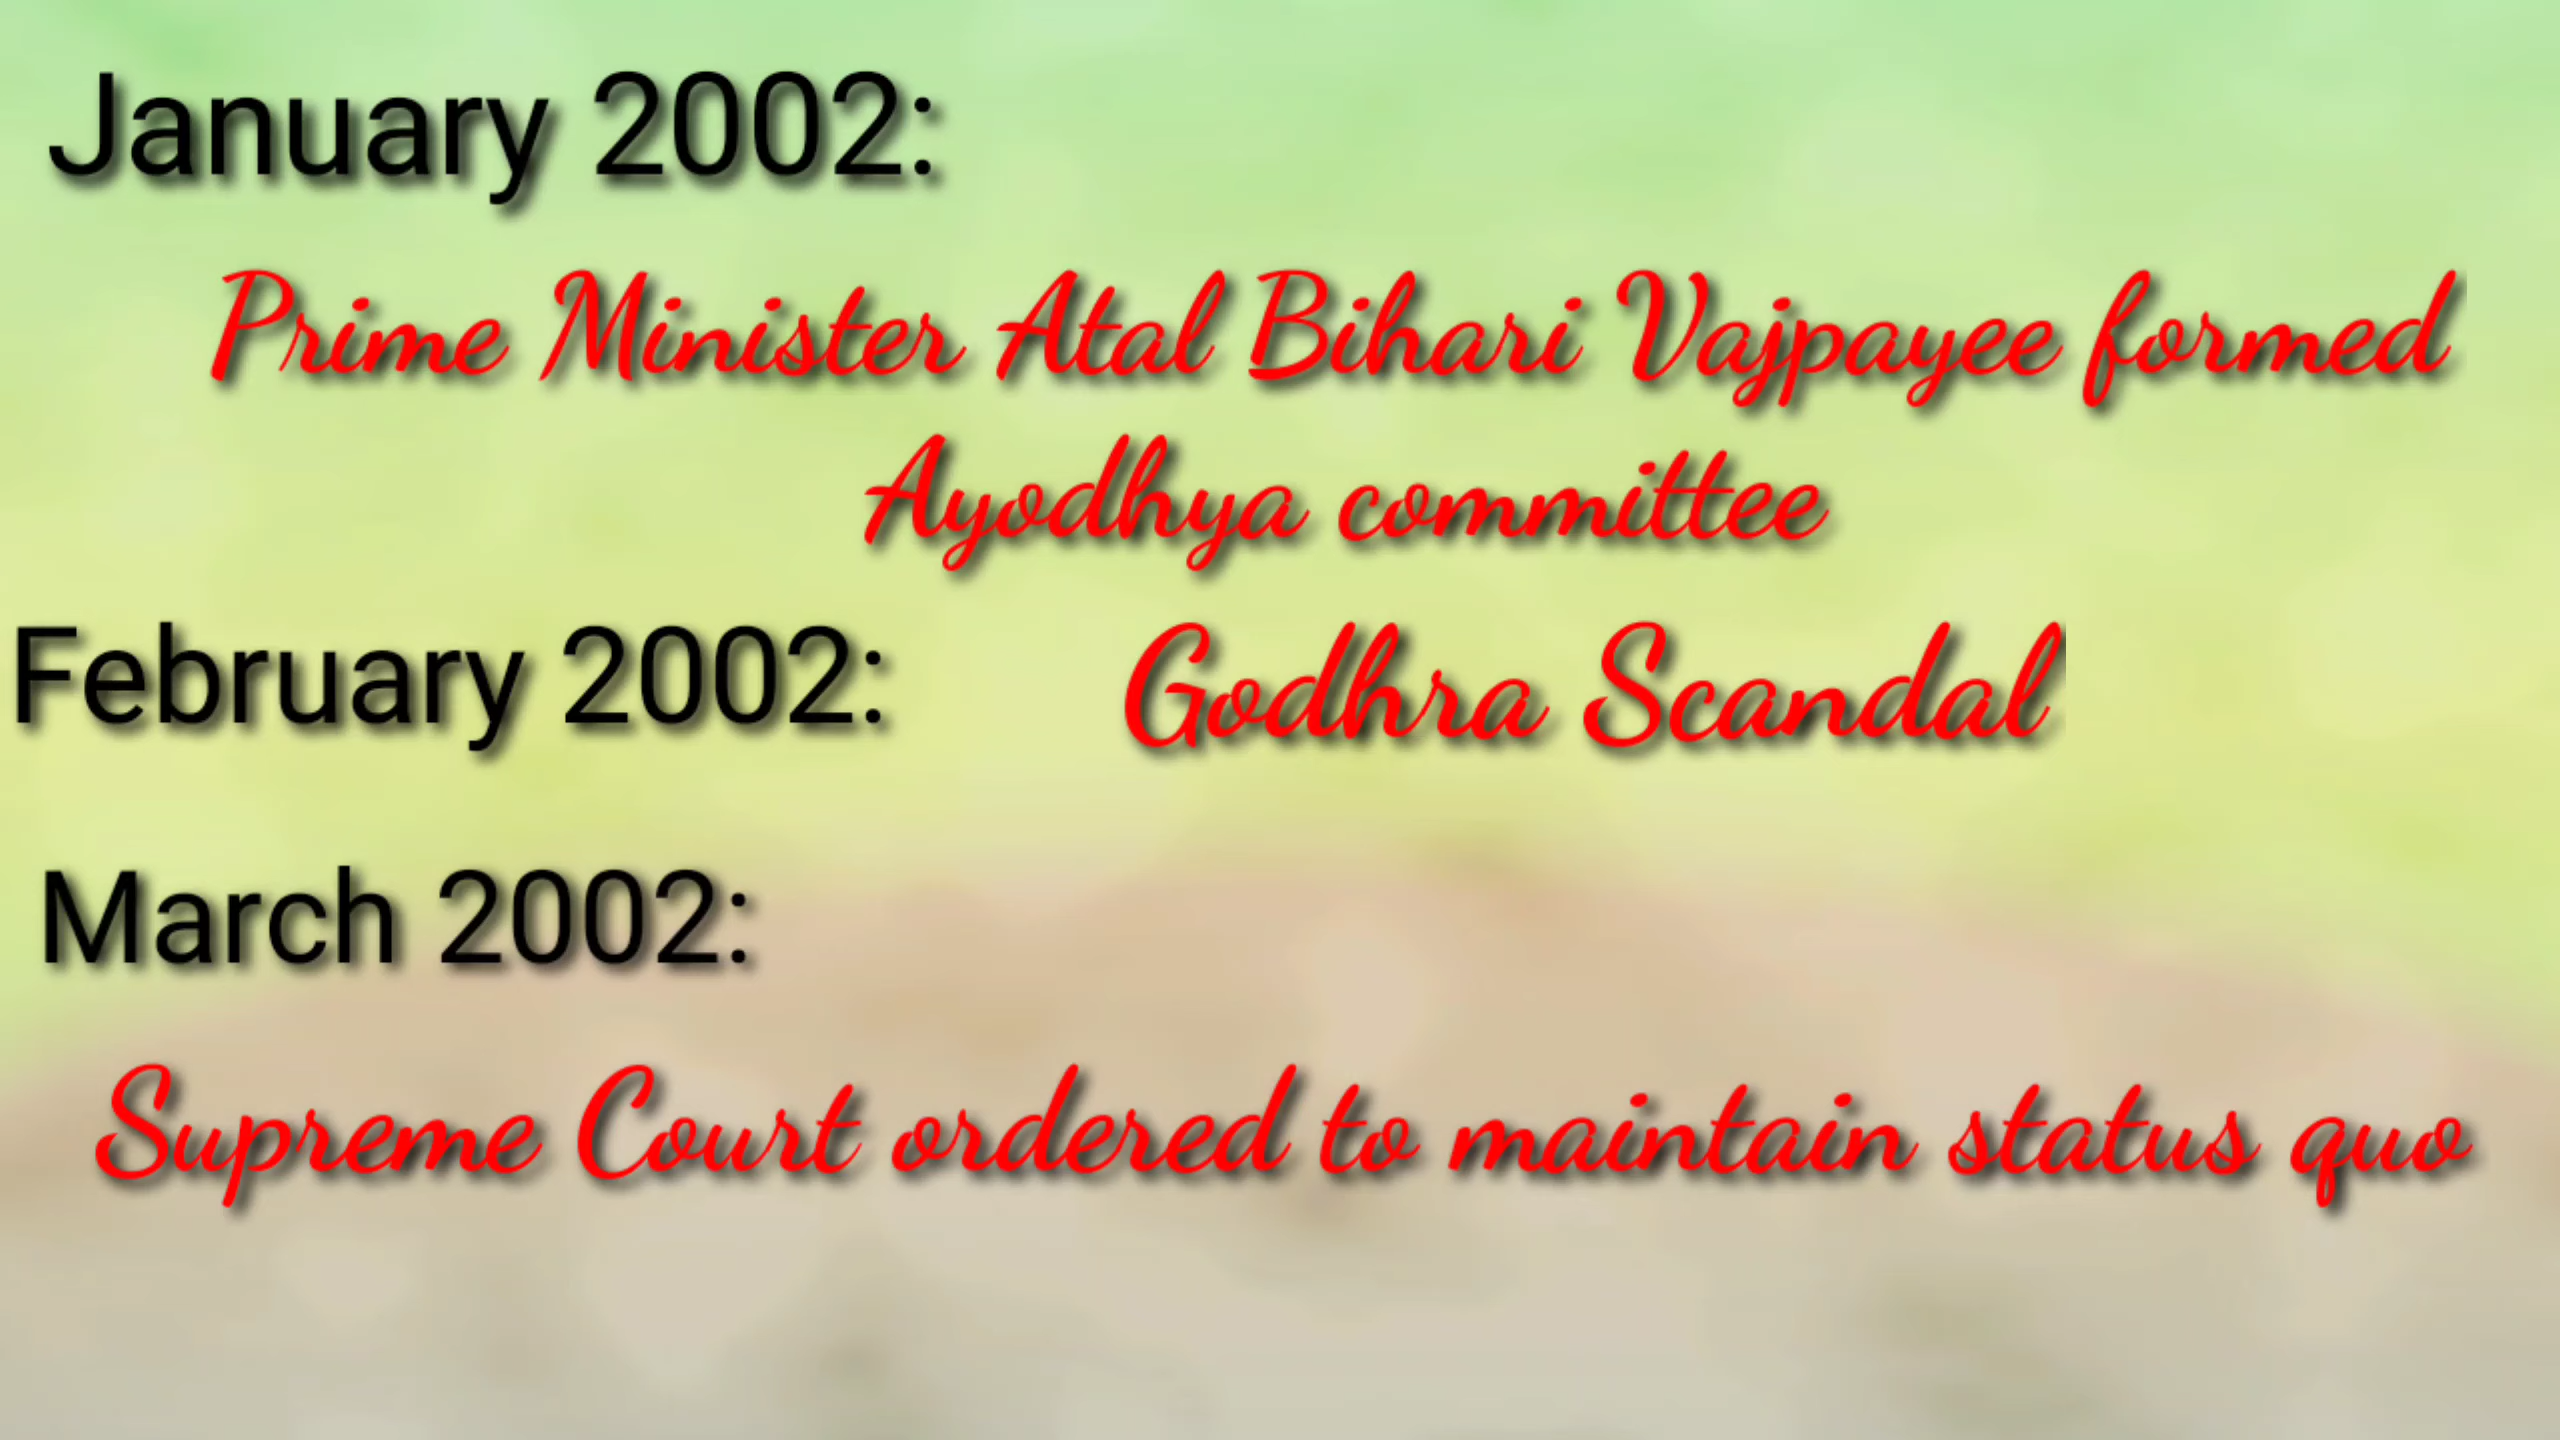 January 2002:
Prime Minister Atal Bihari Vajpayee formed
Ayodhya committee
February 2002: Godhra Scandal
March 2002:
Supreme Court ordered to maintain status quo